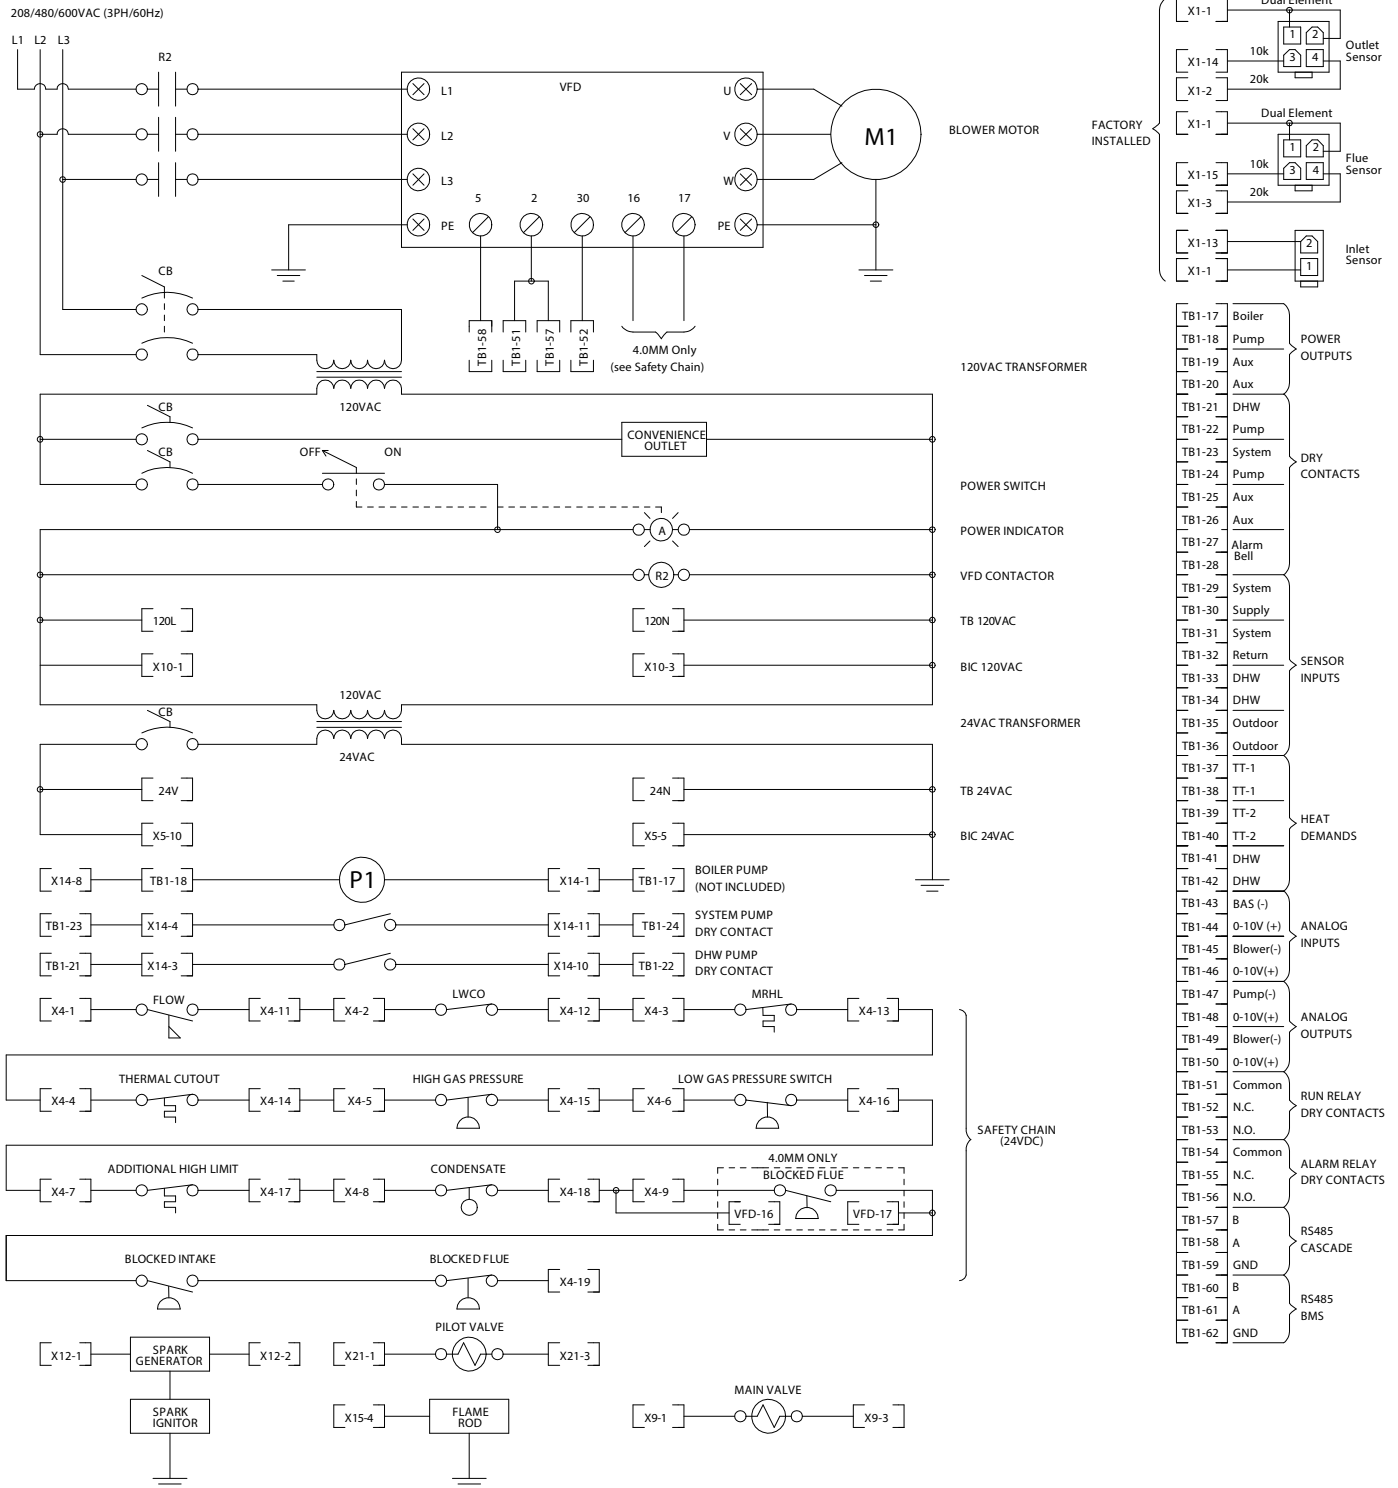 208/480/600VAC (3PH/60Hz)
L1 L2 L3
R2
VFD
L1
L2
L3
PE
U
V
W
PE
5 2 30 16 17
M1
BLOWER MOTOR
CB
TB1-58
TB1-51
TB1-57
TB1-52
4.0MM Only
(see Safety Chain)
120VAC TRANSFORMER
120VAC
CB
CONVENIENCE
OUTLET
CB
OFF ON
POWER SWITCH
A
POWER INDICATOR
R2
VFD CONTACTOR
120L 120N TB 120VAC
X10-1 X10-3 BIC 120VAC
120VAC
CB
24VAC TRANSFORMER
24VAC
24V 24N TB 24VAC
X5-10 X5-5 BIC 24VAC
X14-8 TB1-18 P1 X14-1 TB1-17
BOILER PUMP
(NOT INCLUDED)
TB1-23 X14-4 X14-11 TB1-24
SYSTEM PUMP
DRY CONTACT
TB1-21 X14-3 X14-10 TB1-22
DHW PUMP
DRY CONTACT
FLOW LWCO MRHL
X4-1 X4-11 X4-2 X4-12 X4-3 X4-13
THERMAL CUTOUT HIGH GAS PRESSURE LOW GAS PRESSURE SWITCH
X4-4 X4-14 X4-5 X4-15 X4-6 X4-16
SAFETY CHAIN
(24VDC)
4.0MM ONLY
ADDITIONAL HIGH LIMIT CONDENSATE BLOCKED FLUE
X4-7 X4-17 X4-8 X4-18 X4-9
VFD-16 VFD-17
BLOCKED INTAKE BLOCKED FLUE
X4-19
PILOT VALVE
X12-1 SPARK
GENERATOR X12-2 X21-1 X21-3
MAIN VALVE
SPARK
IGNITOR
X15-4 FLAME
ROD
X9-1 X9-3
FACTORY
INSTALLED
X1-1 Dual Element
1 2
3 4
Outlet
Sensor
X1-14 10k
X1-2 20k
X1-1 Dual Element
1 2
3 4
Flue
Sensor
X1-15 10k
X1-3 20k
X1-13 2
X1-1 1
Inlet
Sensor
TB1-17 Boiler
TB1-18 Pump
TB1-19 Aux
TB1-20 Aux
POWER
OUTPUTS
TB1-21 DHW
TB1-22 Pump
TB1-23 System
TB1-24 Pump
TB1-25 Aux
TB1-26 Aux
TB1-27 Alarm
TB1-28 Bell
DRY
CONTACTS
TB1-29 System
TB1-30 Supply
TB1-31 System
TB1-32 Return
TB1-33 DHW
TB1-34 DHW
TB1-35 Outdoor
TB1-36 Outdoor
SENSOR
INPUTS
TB1-37 TT-1
TB1-38 TT-1
TB1-39 TT-2
TB1-40 TT-2
TB1-41 DHW
TB1-42 DHW
HEAT
DEMANDS
TB1-43 BAS (-)
TB1-44 0-10V (+)
TB1-45 Blower(-)
TB1-46 0-10V(+)
ANALOG
INPUTS
TB1-47 Pump(-)
TB1-48 0-10V(+)
TB1-49 Blower(-)
TB1-50 0-10V(+)
ANALOG
OUTPUTS
TB1-51 Common
TB1-52 N.C.
TB1-53 N.O.
RUN RELAY
DRY CONTACTS
TB1-54 Common
TB1-55 N.C.
TB1-56 N.O.
ALARM RELAY
DRY CONTACTS
TB1-57 B
TB1-58 A
TB1-59 GND
RS485
CASCADE
TB1-60 B
TB1-61 A
TB1-62 GND
RS485
BMS